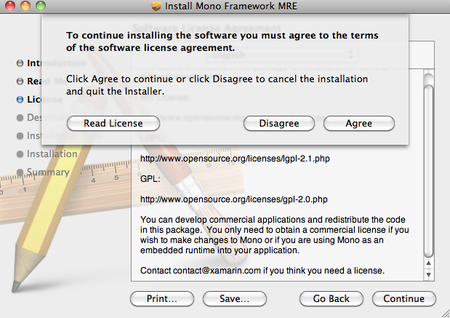 Install Mono Framework MRE
To continue installing the software you must agree to the terms
of the software license agreement.
Click Agree to continue or click Disagree to cancel the installation
and quit the Installer.
Read License
Disagree
Agree
Introduction
License
Installation
Summary
http://www.opensource.org/licenses/lgpl-2.1.php
GPL:
http://www.opensource.org/licenses/gpl-2.0.php
You can develop commercial applications and redistribute the code
in this package. You only need to obtain a commercial license if you
wish to make changes to Mono or if you are using Mono as an
embedded runtime into your application.
Contact contact@xamarin.com if you think you need a license.
Print...
Save...
Go Back
Continue